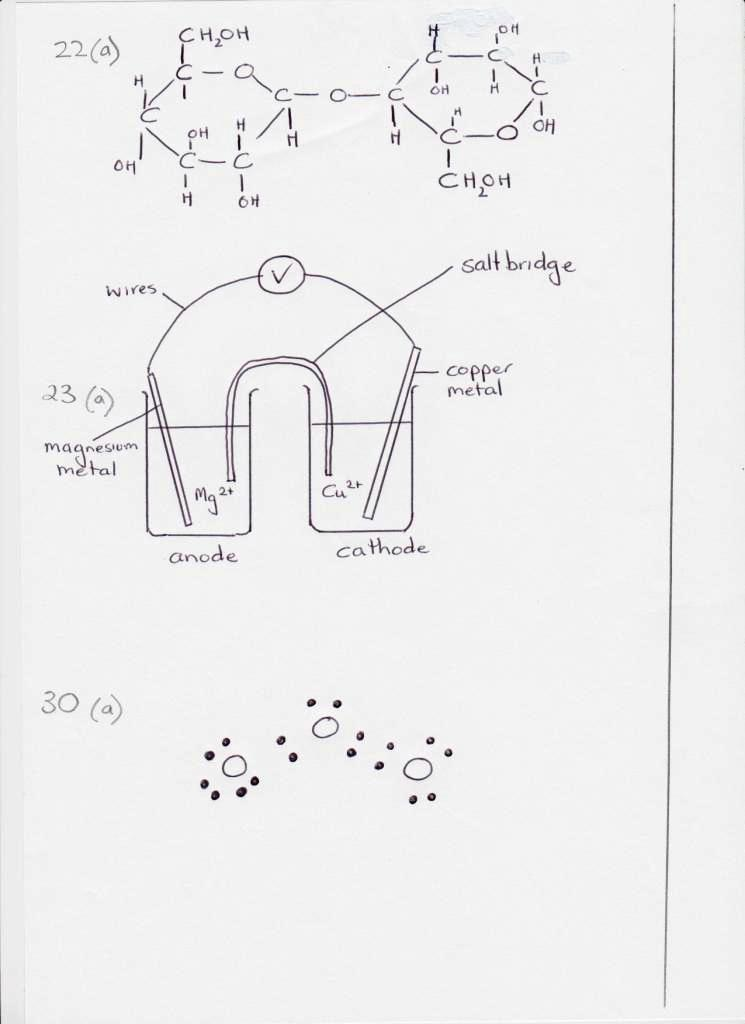 22(a)
CH2OH
H
OH
C — O
H
C
C
H
C — O — C
H
OH
H
H
C
OH
C — C
H
OH
H
OH
H
C
C — O
H
C
OH
CH2OH
wires
V
salt bridge
23 (a)
copper
metal
magnesium
metal
Mg2+
Cu2+
anode
cathode
30 (a)
O
O
O